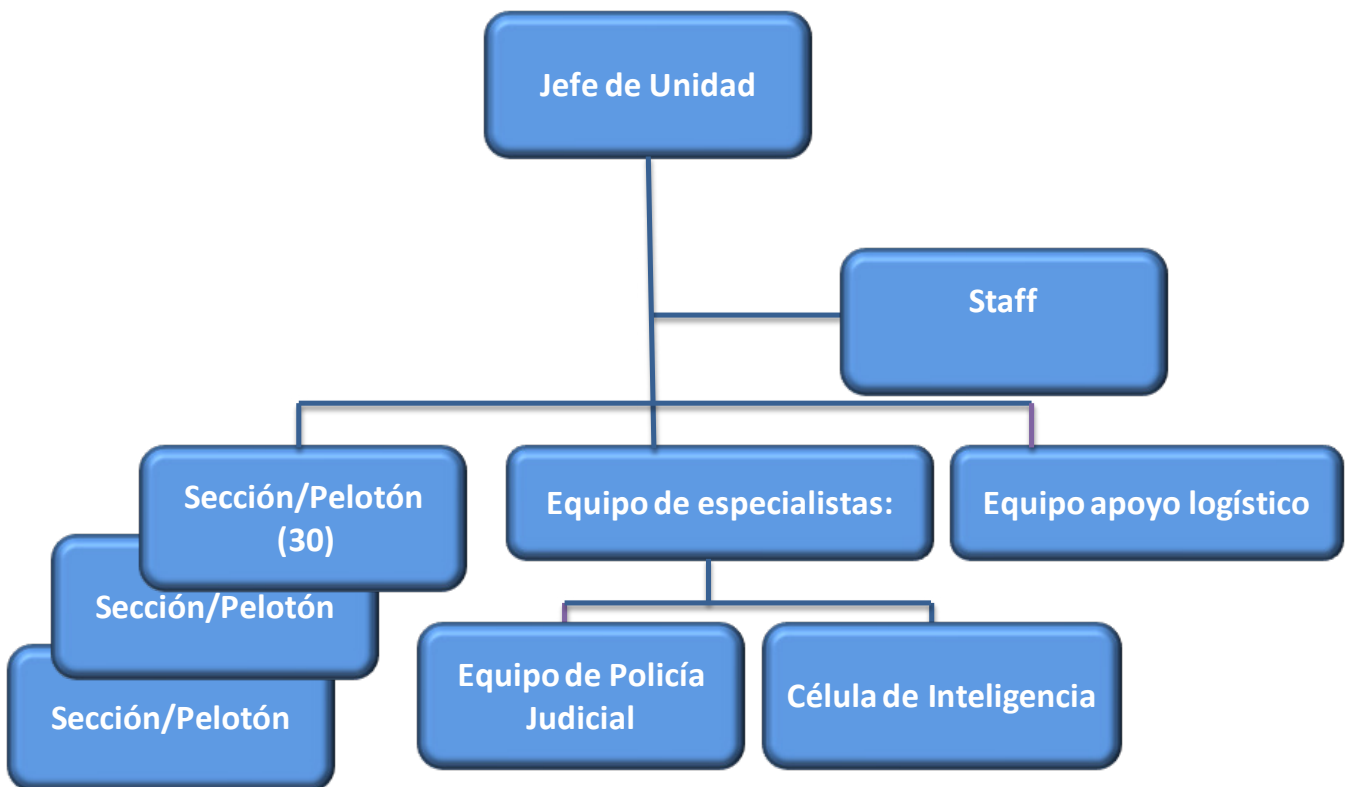 Jefe de Unidad
Staff
Sección/Pelotón
(30)
Equipo de especialistas:
Equipo apoyo logístico
Sección/Pelotón
Sección/Pelotón
Equipo de Policía
Judicial
Célula de Inteligencia